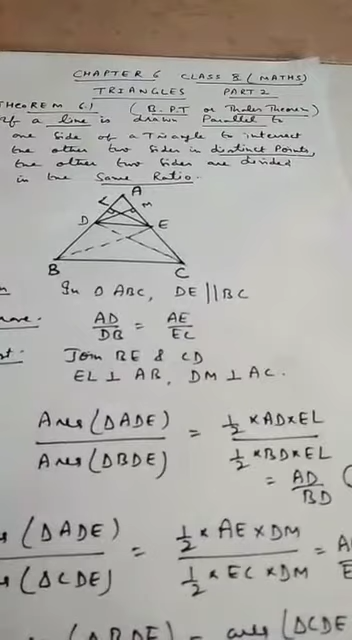 CHAPTER 6 CLASS 8 (MATHS)
TRIANGLES PART 2
THEOREM 6.1 (B.P.T or Thales Theorem)
If a line is drawn Parallel to
one side of a Triangle to intersect
the other two sides in distinct Points,
the other two sides are divided
in the Same Ratio.
A
L M
D E
B C
In Δ ABC, DE || BC
AD/DB = AE/EC
Join BE & CD
EL ⊥ AB, DM ⊥ AC.
Area (ΔADE) / Area (ΔBDE) = ½ × AD × EL / ½ × BD × EL
= AD/BD
(ΔADE) / (ΔCDE) = ½ × AE × DM / ½ × EC × DM =
(ΔBDE) = area (ΔCDE